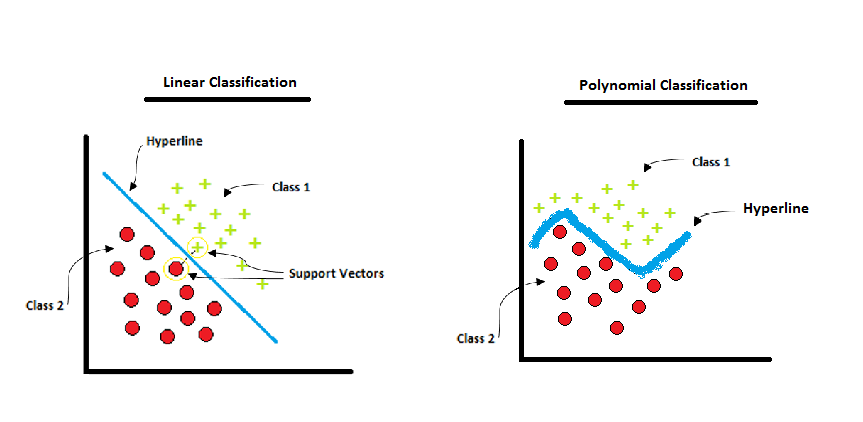 Linear Classification
Hyperline
Class 1
Support Vectors
Class 2
Polynomial Classification
Class 1
Hyperline
Class 2